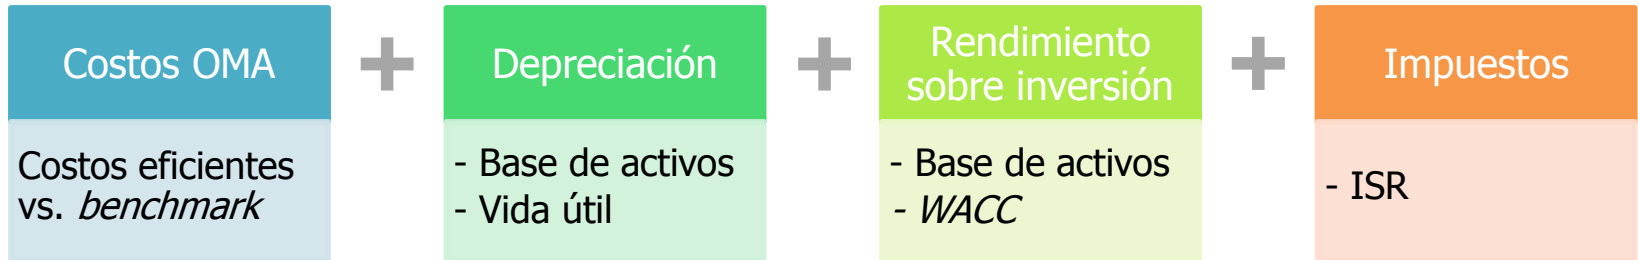 Costos OMA
Costos eficientes
vs. benchmark
+
Depreciación
- Base de activos
- Vida útil
+
Rendimiento
sobre inversión
- Base de activos
- WACC
+
Impuestos
- ISR